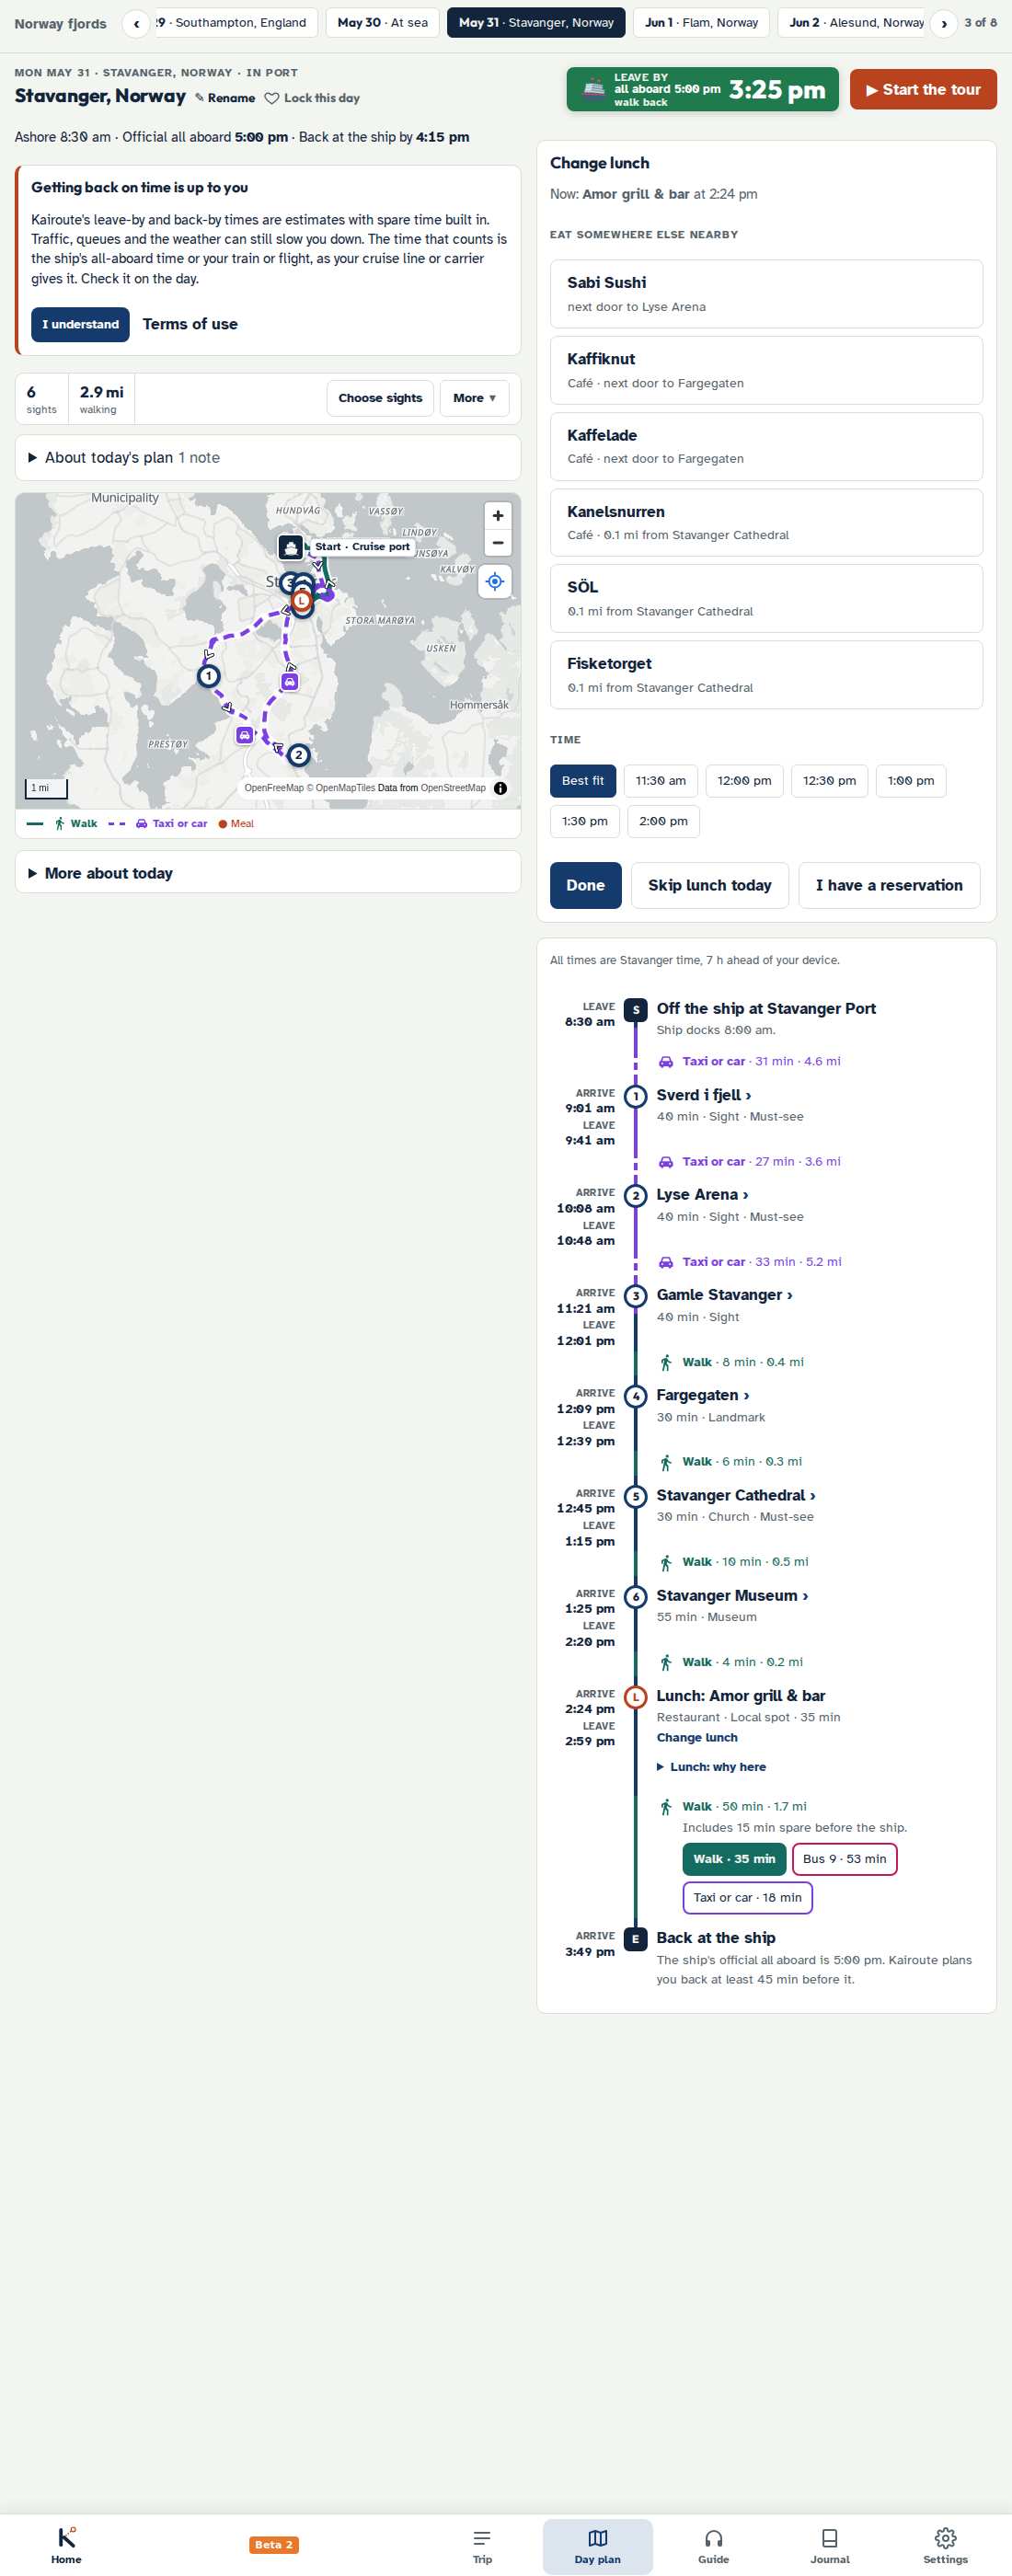 Norway fjords
‹
29 · Southampton, England
May 30 · At sea
May 31 · Stavanger, Norway
Jun 1 · Flam, Norway
Jun 2 · Alesund, Norway
›
3 of 8
MON MAY 31 · STAVANGER, NORWAY · IN PORT
Stavanger, Norway
✎ Rename
Lock this day
LEAVE BY
all aboard 5:00 pm
walk back
3:25 pm
▶ Start the tour
Ashore 8:30 am · Official all aboard 5:00 pm · Back at the ship by 4:15 pm
Getting back on time is up to you
Kairoute's leave-by and back-by times are estimates with spare time built in.
Traffic, queues and the weather can still slow you down. The time that counts is
the ship's all-aboard time or your train or flight, as your cruise line or carrier
gives it. Check it on the day.
I understand
Terms of use
6
sights
2.9 mi
walking
Choose sights
More ▾
▶ About today's plan 1 note
Municipality
HUNDVÅG
VASSØY
LINDØY
Start · Cruise port
UNSØYA
KALVØY
St
3
L
STORA MARØYA
USKEN
1
Hommersåk
PRESTØY
2
+
−
1 mi
OpenFreeMap © OpenMapTiles Data from OpenStreetMap
Walk
Taxi or car
Meal
▶ More about today
Change lunch
Now: Amor grill & bar at 2:24 pm
EAT SOMEWHERE ELSE NEARBY
Sabi Sushi
next door to Lyse Arena
Kaffiknut
Café · next door to Fargegaten
Kaffelade
Café · next door to Fargegaten
Kanelsnurren
Café · 0.1 mi from Stavanger Cathedral
SÖL
0.1 mi from Stavanger Cathedral
Fisketorget
0.1 mi from Stavanger Cathedral
TIME
Best fit
11:30 am
12:00 pm
12:30 pm
1:00 pm
1:30 pm
2:00 pm
Done
Skip lunch today
I have a reservation
All times are Stavanger time, 7 h ahead of your device.
LEAVE
8:30 am
S
Off the ship at Stavanger Port
Ship docks 8:00 am.
Taxi or car · 31 min · 4.6 mi
ARRIVE
9:01 am
LEAVE
9:41 am
1
Sverd i fjell ›
40 min · Sight · Must-see
Taxi or car · 27 min · 3.6 mi
ARRIVE
10:08 am
LEAVE
10:48 am
2
Lyse Arena ›
40 min · Sight · Must-see
Taxi or car · 33 min · 5.2 mi
ARRIVE
11:21 am
LEAVE
12:01 pm
3
Gamle Stavanger ›
40 min · Sight
Walk · 8 min · 0.4 mi
ARRIVE
12:09 pm
LEAVE
12:39 pm
4
Fargegaten ›
30 min · Landmark
Walk · 6 min · 0.3 mi
ARRIVE
12:45 pm
LEAVE
1:15 pm
5
Stavanger Cathedral ›
30 min · Church · Must-see
Walk · 10 min · 0.5 mi
ARRIVE
1:25 pm
LEAVE
2:20 pm
6
Stavanger Museum ›
55 min · Museum
Walk · 4 min · 0.2 mi
ARRIVE
2:24 pm
LEAVE
2:59 pm
L
Lunch: Amor grill & bar
Restaurant · Local spot · 35 min
Change lunch
▶ Lunch: why here
Walk · 50 min · 1.7 mi
Includes 15 min spare before the ship.
Walk · 35 min
Bus 9 · 53 min
Taxi or car · 18 min
ARRIVE
3:49 pm
E
Back at the ship
The ship's official all aboard is 5:00 pm. Kairoute plans
you back at least 45 min before it.
Home
Beta 2
Trip
Day plan
Guide
Journal
Settings